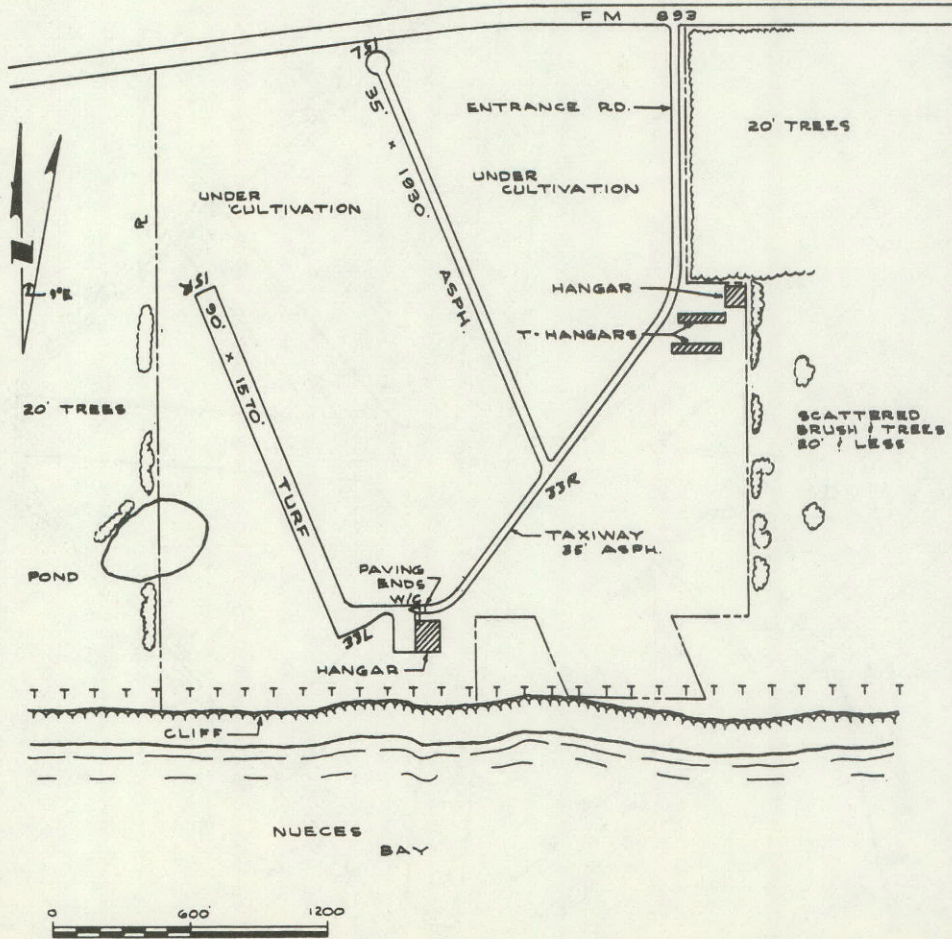 FM 893
15L
35' x 1930'
ASPH.
ENTRANCE RD.
20' TREES
UNDER
CULTIVATION
UNDER
CULTIVATION
N
9°E
15R
90' x 1570'
TURF
HANGAR
T-HANGARS
20' TREES
SCATTERED
BRUSH & TREES
20' & LESS
33R
TAXIWAY
35' ASPH.
POND
PAVING
ENDS
W/C
33L
HANGAR
T T T T T T T T T T T T T T T T T T T T T T T T T T T T
CLIFF
NUECES
BAY
0 600' 1200